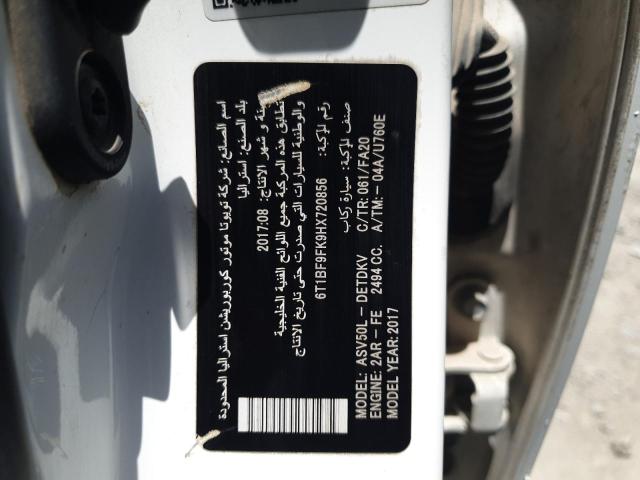 اسم الصانع: شركة تويوتا موتور كوربوريشن استراليا المحدودة
بلد الصنع: استراليا
سنة و شهر الانتاج: 2017:08
تطابق هذه المركبة جميع اللوائح الفنية الخليجية
والوطنية للسيارات التي صدرت حتى تاريخ الانتاج
رقم المركبة: 6T1BF9FK9HX720856
صنف المركبة: سيارة ركاب
MODEL: ASV50L – DETDKV C/TR: 061/FA20
ENGINE: 2AR – FE 2494 CC. A/TM: – 04A/U760E
MODEL YEAR: 2017